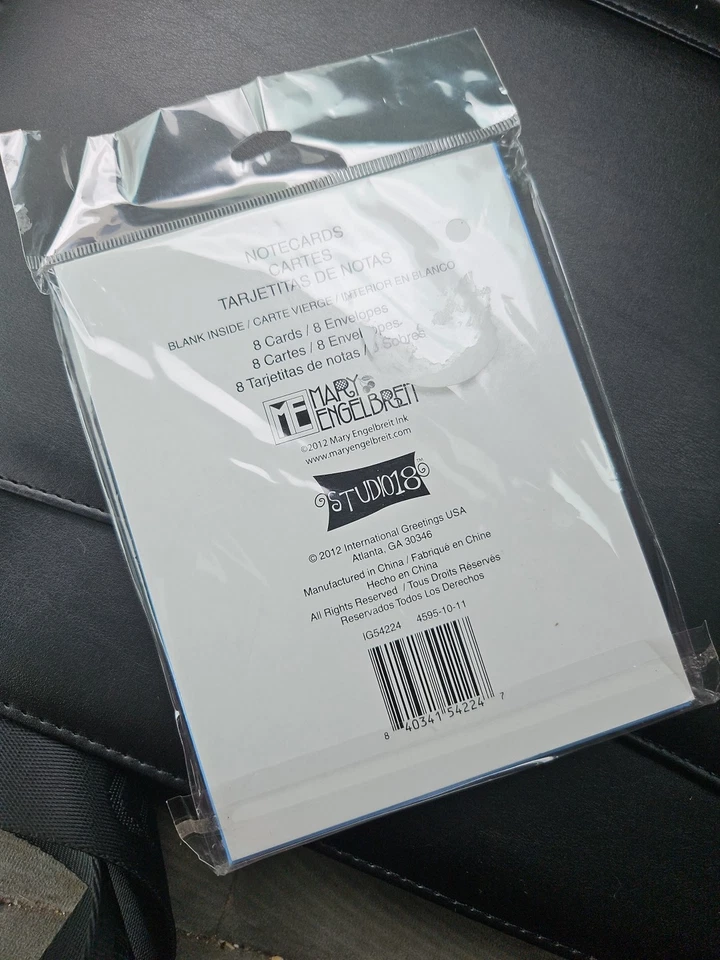 NOTECARDS
CARTES
TARJETITAS DE NOTAS
BLANK INSIDE / CARTE VIERGE / INTERIOR EN BLANCO
8 Cards / 8 Envelopes
8 Cartes / 8 Envelopes
8 Tarjetitas de notas / Sobres
ME MARY ENGELBREIT
©2012 Mary Engelbreit Ink
www.maryengelbreit.com
STUDIO18™
© 2012 International Greetings USA
Atlanta, GA 30346
Manufactured in China / Fabriqué en Chine
Hecho en China
All Rights Reserved / Tous Droits Réservés
Reservados Todos Los Derechos
IG54224 4595-10-11
8 40341 54224 7